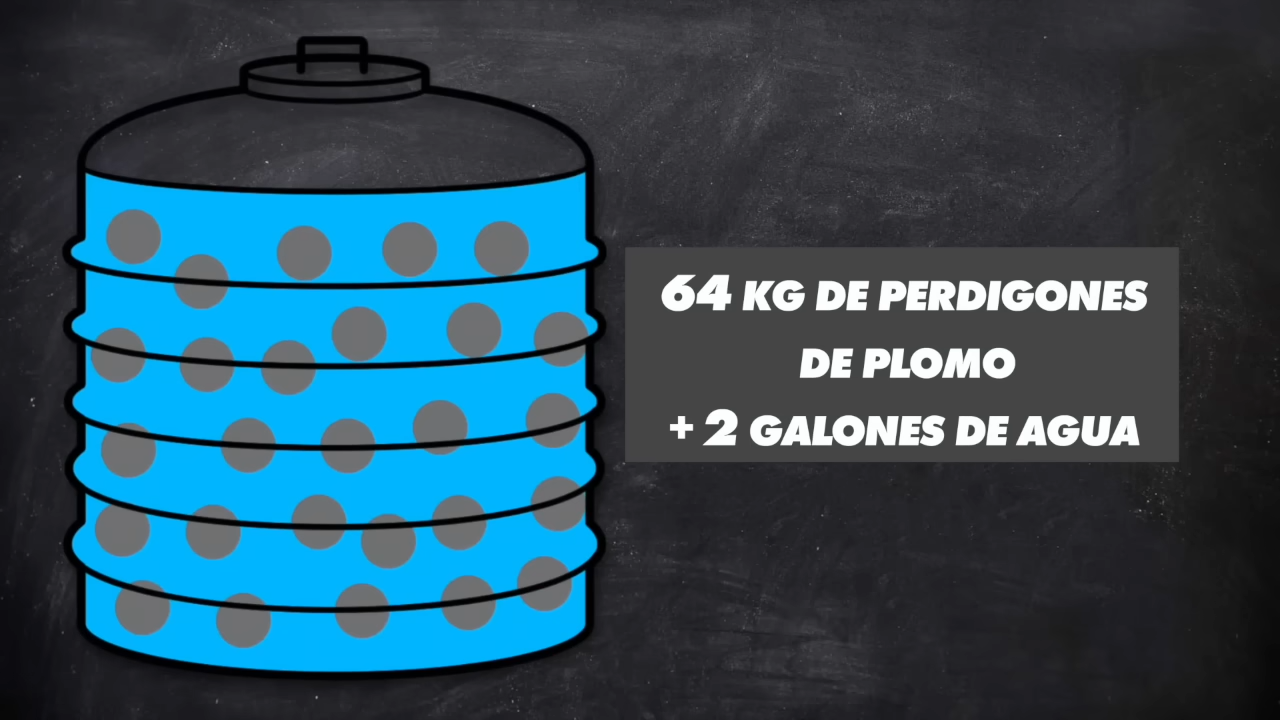 64 KG DE PERDIGONES
DE PLOMO
+ 2 GALONES DE AGUA